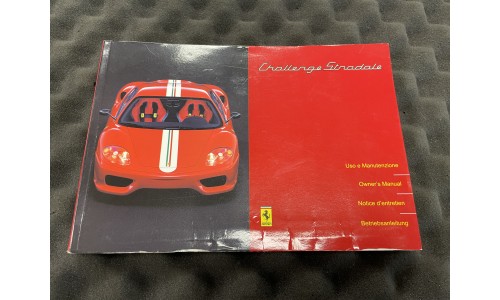 Challenge Stradale
Uso e Manutenzione
Owner's Manual
Notice d'entretien
Betriebsanleitung